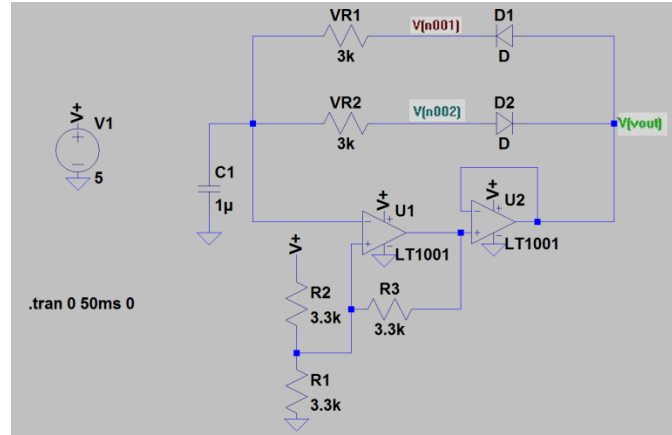 VR1
V(n001)
D1
3k
D
V+
V1
VR2
V(n002)
D2
V(vout)
3k
D
5
C1
1µ
V+
U1
V+
U2
LT1001
LT1001
V+
R2
3.3k
R3
3.3k
.tran 0 50ms 0
R1
3.3k